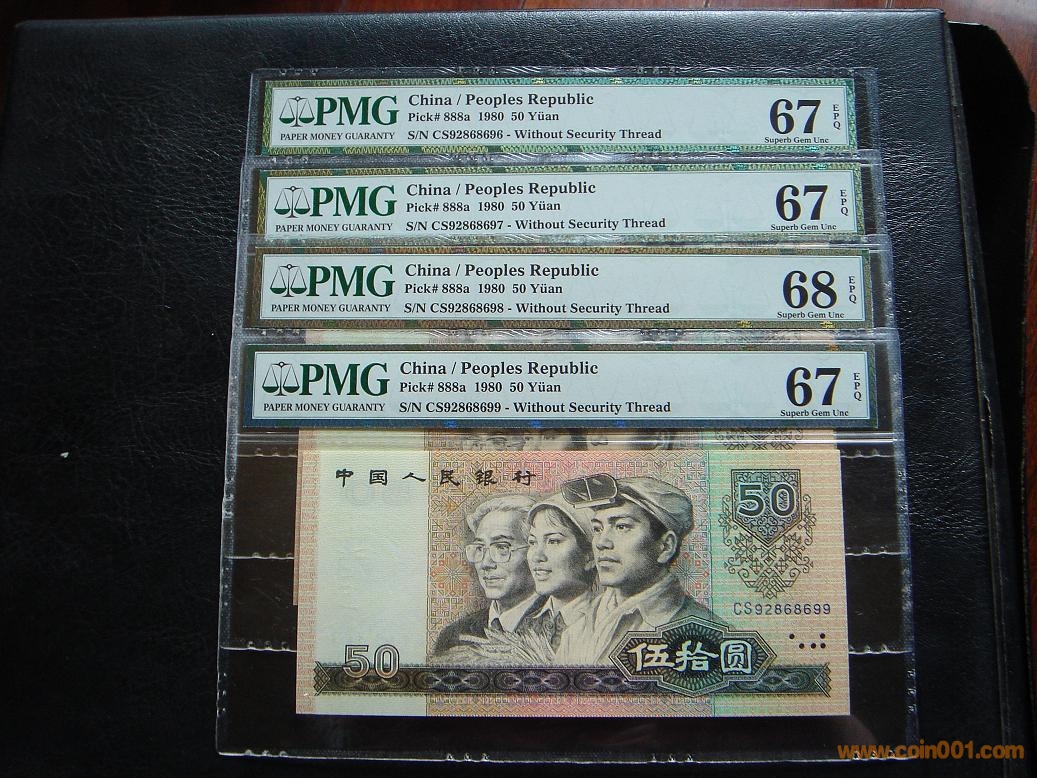 PMG
PAPER MONEY GUARANTY
China / Peoples Republic
Pick# 888a 1980 50 Yüan
S/N CS92868696 - Without Security Thread
67
EPQ
Superb Gem Unc
PMG
PAPER MONEY GUARANTY
China / Peoples Republic
Pick# 888a 1980 50 Yüan
S/N CS92868697 - Without Security Thread
67
EPQ
Superb Gem Unc
PMG
PAPER MONEY GUARANTY
China / Peoples Republic
Pick# 888a 1980 50 Yüan
S/N CS92868698 - Without Security Thread
68
EPQ
Superb Gem Unc
PMG
PAPER MONEY GUARANTY
China / Peoples Republic
Pick# 888a 1980 50 Yüan
S/N CS92868699 - Without Security Thread
67
EPQ
Superb Gem Unc
中国人民银行
50
CS92868699
50
伍拾圆
www.coin001.com